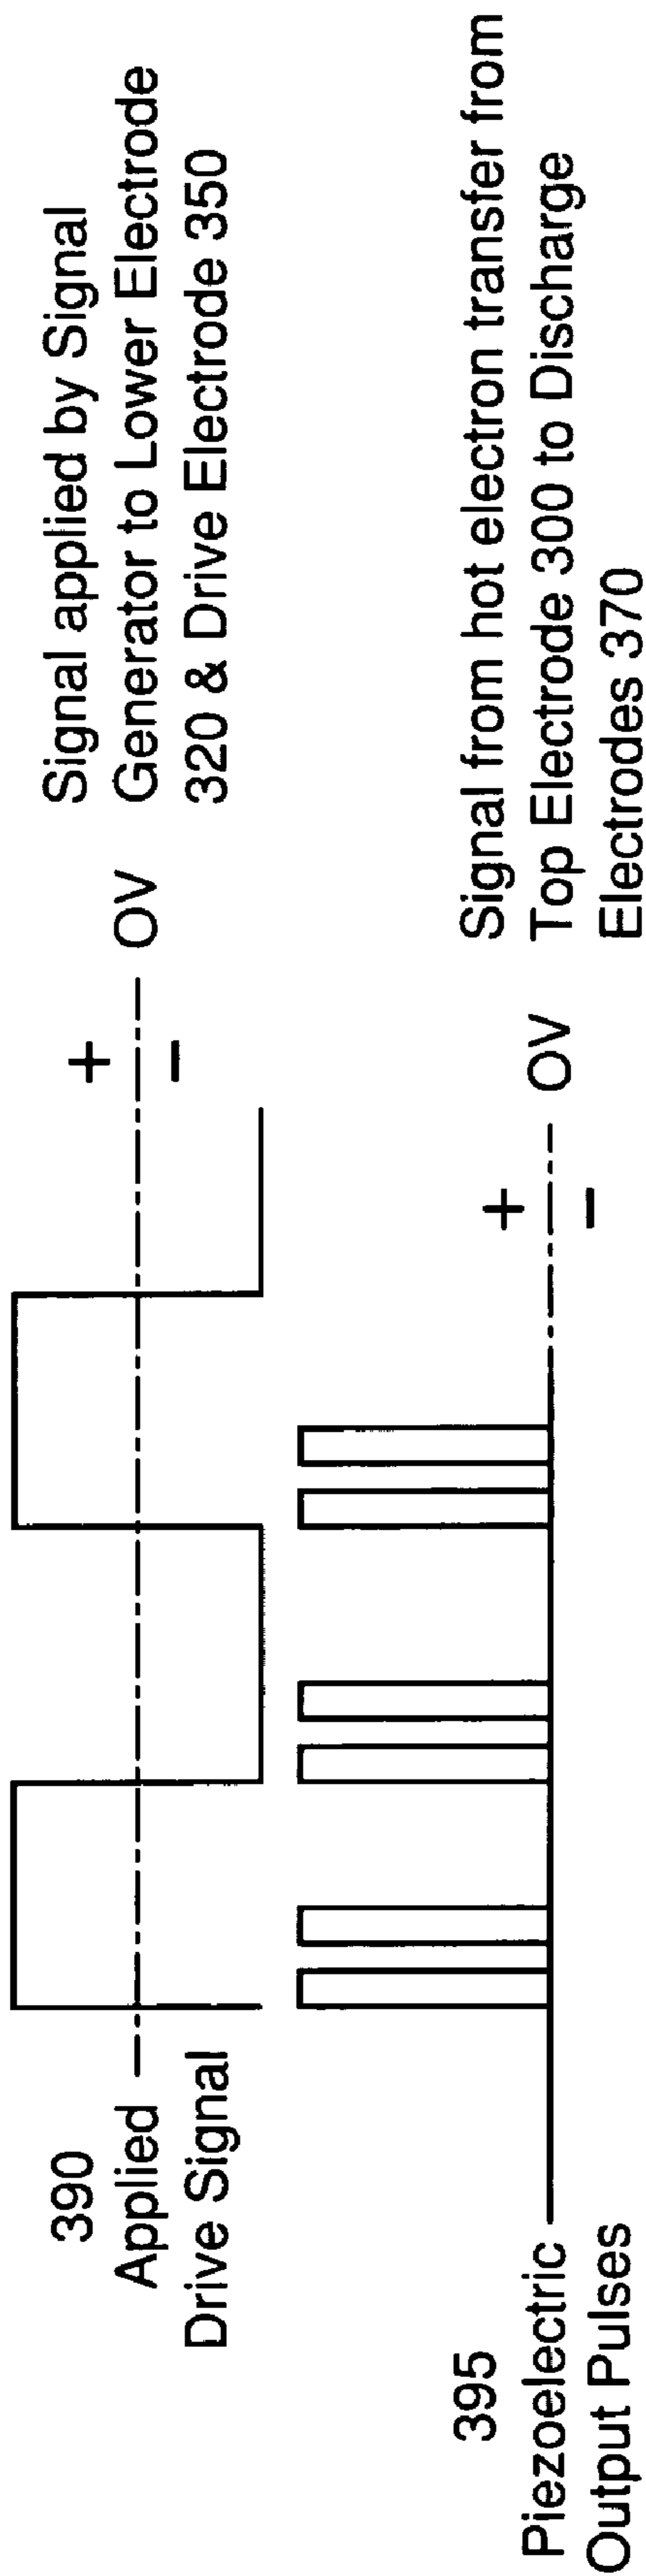 390
Applied
Drive Signal
+
−
OV
Signal applied by Signal
Generator to Lower Electrode
320 & Drive Electrode 350
395
Piezoelectric
Output Pulses
+
−
OV
Signal from hot electron transfer from
Top Electrode 300 to Discharge
Electrodes 370